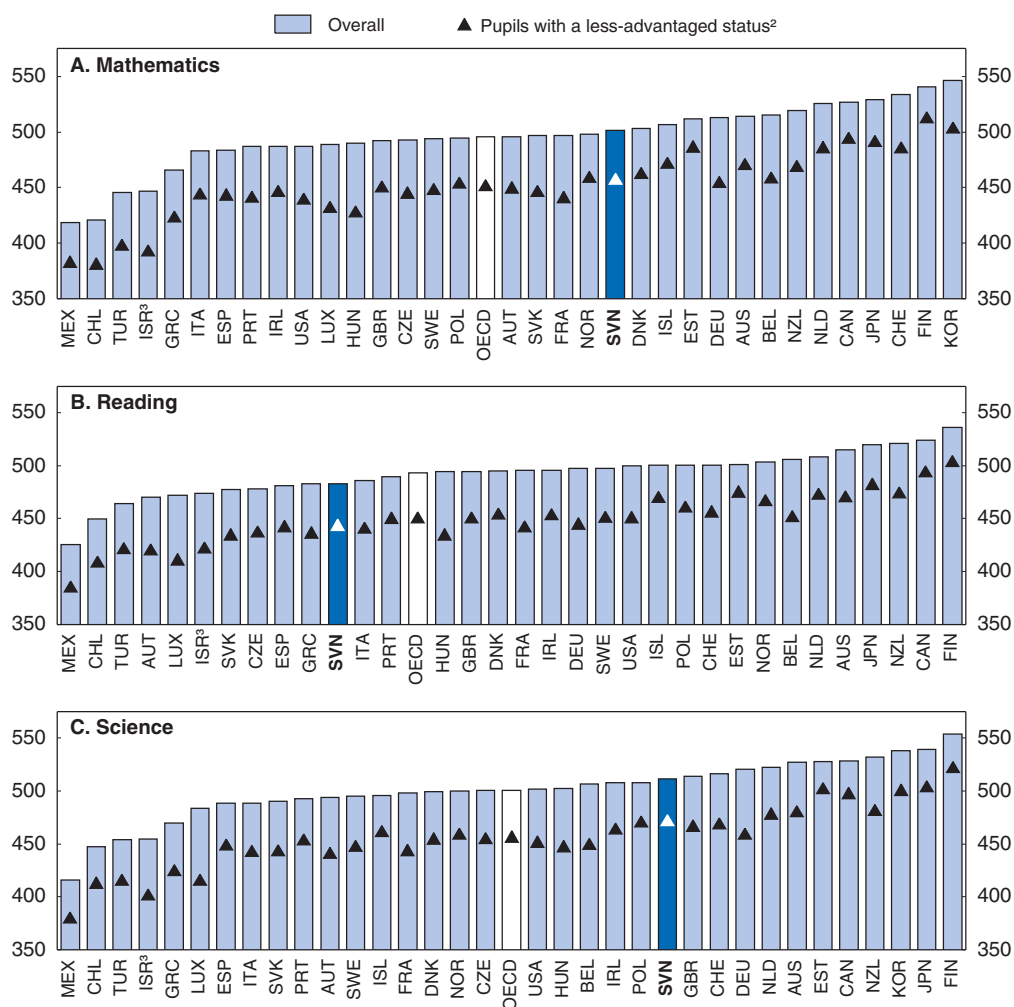 Overall
Pupils with a less-advantaged status²
A. Mathematics
550 550
500 500
450 450
400 400
350 350
MEX CHL TUR ISR³ GRC ITA ESP PRT IRL USA LUX HUN GBR CZE SWE POL OECD AUT SVK FRA NOR SVN DNK ISL EST DEU AUS BEL NZL NLD CAN JPN CHE FIN KOR
B. Reading
550 550
500 500
450 450
400 400
350 350
MEX CHL TUR AUT LUX ISR³ SVK CZE ESP GRC SVN ITA PRT OECD HUN GBR DNK FRA IRL DEU SWE USA ISL POL CHE EST NOR BEL NLD AUS JPN NZL CAN FIN
C. Science
550 550
500 500
450 450
400 400
350 350
MEX CHL TUR ISR³ GRC LUX ESP ITA SVK PRT AUT SWE ISL FRA DNK NOR CZE OECD USA HUN BEL IRL POL SVN GBR CHE DEU NLD AUS EST CAN NZL KOR JPN FIN